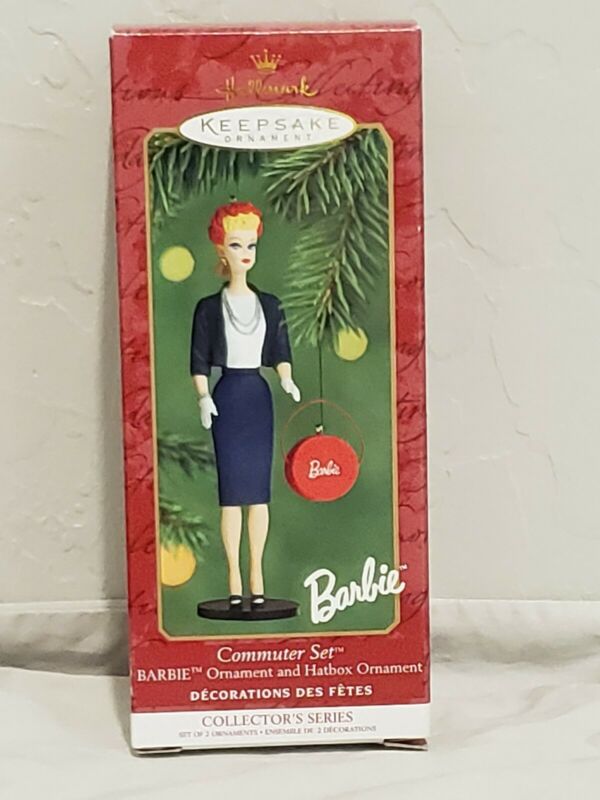 Hallmark
KEEPSAKE
ORNAMENT
Barbie
Barbie™
Commuter Set™
BARBIE™ Ornament and Hatbox Ornament
DÉCORATIONS DES FÊTES
COLLECTOR'S SERIES
SET OF 2 ORNAMENTS • ENSEMBLE DE 2 DÉCORATIONS